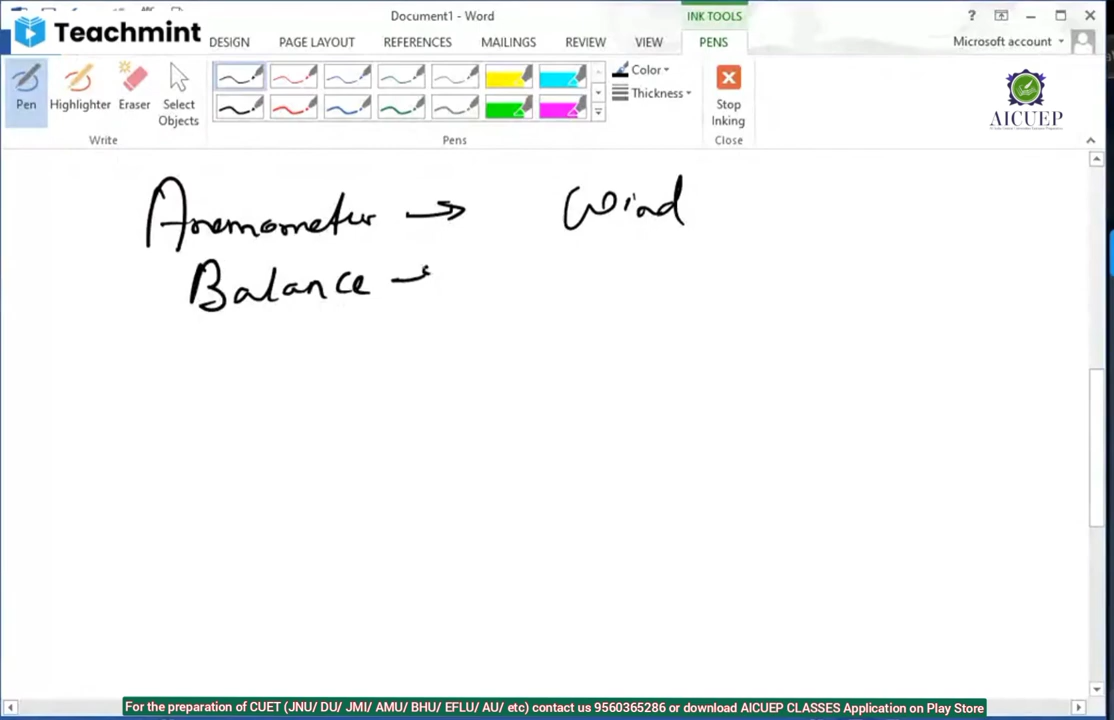 Document1 - Word
INK TOOLS
?
Teachmint
DESIGN
PAGE LAYOUT
REFERENCES
MAILINGS
REVIEW
VIEW
PENS
Microsoft account
Pen
Highlighter
Eraser
Select Objects
Color
Thickness
Stop Inking
Write
Pens
Close
AICUEP
Anemometer → Wind
Balance →
For the preparation of CUET (JNU/ DU/ JMI/ AMU/ BHU/ EFLU/ AU/ etc) contact us 9560365286 or download AICUEP CLASSES Application on Play Store